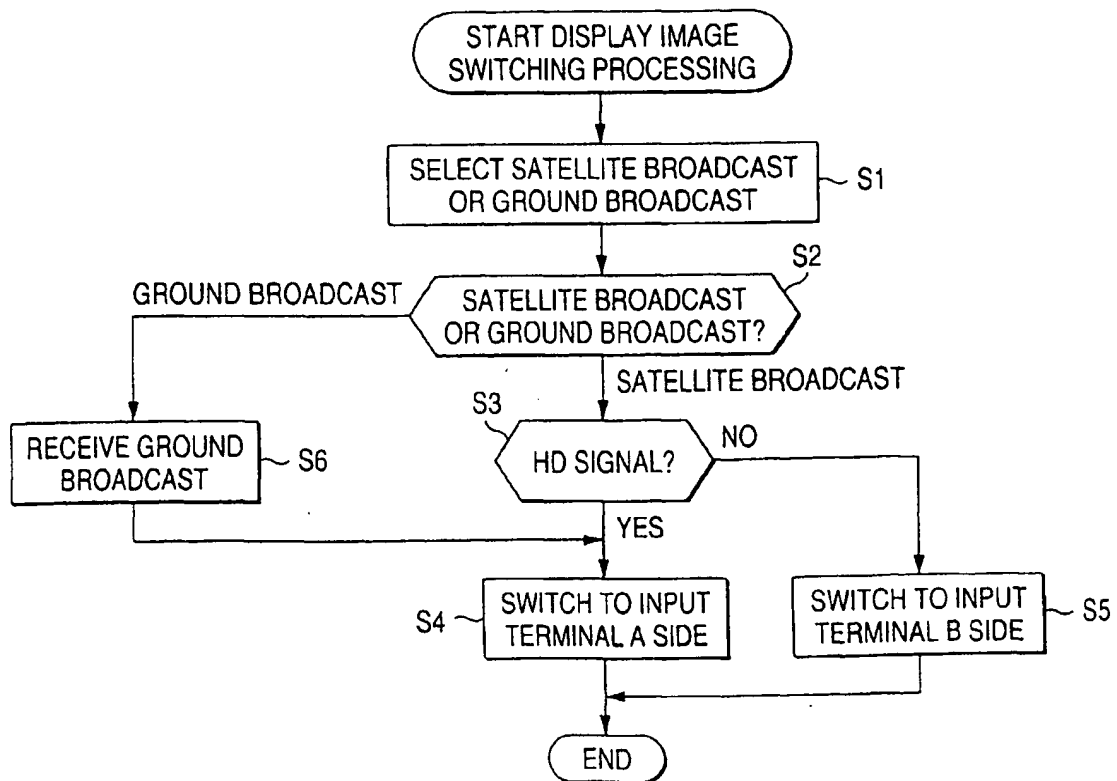 START DISPLAY IMAGE
SWITCHING PROCESSING
SELECT SATELLITE BROADCAST
OR GROUND BROADCAST
S1
S2
GROUND BROADCAST
SATELLITE BROADCAST
OR GROUND BROADCAST?
SATELLITE BROADCAST
S3
HD SIGNAL?
NO
RECEIVE GROUND
BROADCAST
S6
YES
S4
SWITCH TO INPUT
TERMINAL A SIDE
SWITCH TO INPUT
TERMINAL B SIDE
S5
END